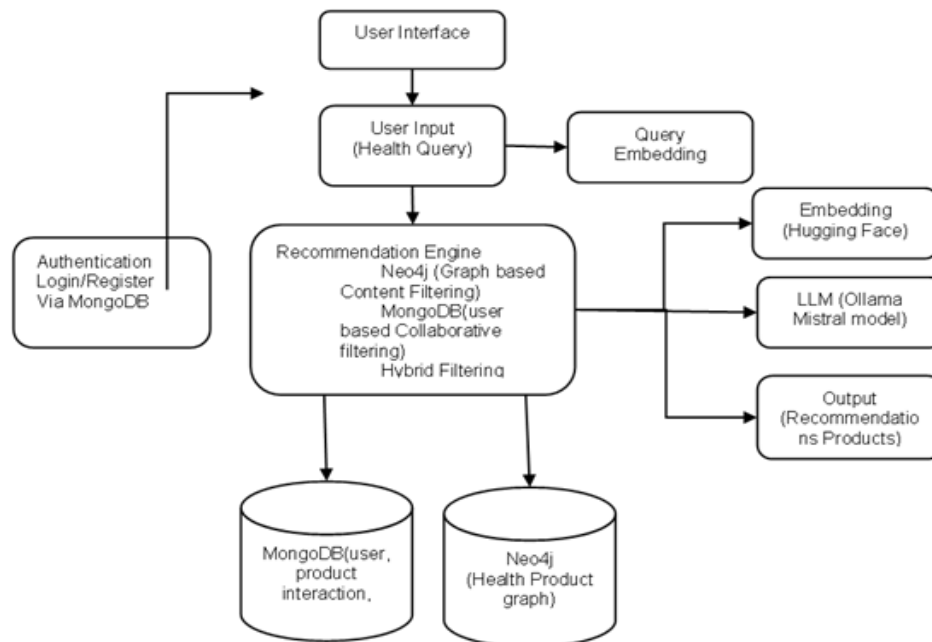 User Interface
User Input
(Health Query)
Query
Embedding
Authentication
Login/Register
Via MongoDB
Recommendation Engine
Neo4j (Graph based
Content Filtering)
MongoDB(user
based Collaborative
filtering)
Hybrid Filtering
Embedding
(Hugging Face)
LLM (Ollama
Mistral model)
Output
(Recommendatio
ns Products)
MongoDB(user,
product
interaction,
Neo4j
(Health Product
graph)